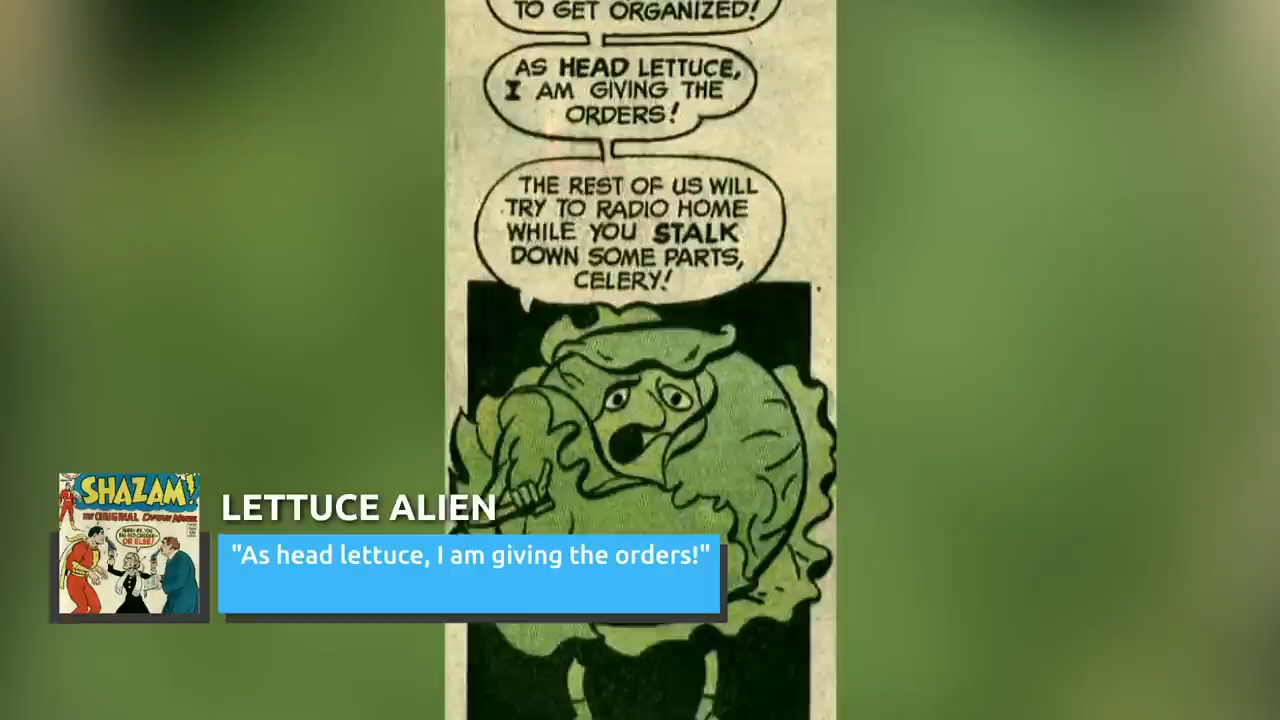 TO GET ORGANIZED!
AS HEAD LETTUCE,
I AM GIVING THE
ORDERS!
THE REST OF US WILL
TRY TO RADIO HOME
WHILE YOU STALK
DOWN SOME PARTS,
CELERY!
SHAZAM!
THE ORIGINAL CAPTAIN MARVEL
OR ELSE!
LETTUCE ALIEN
"As head lettuce, I am giving the orders!"